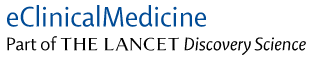 eClinicalMedicine
Part of THE LANCET Discovery Science